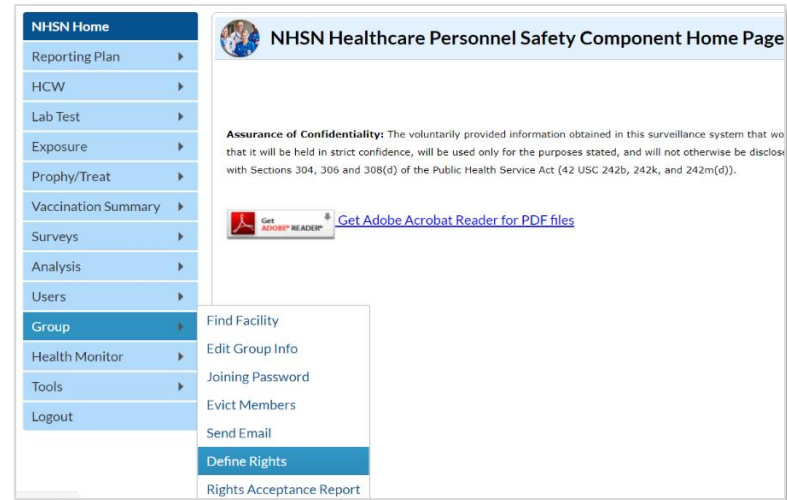 NHSN Home
Reporting Plan
HCW
Lab Test
Exposure
Prophy/Treat
Vaccination Summary
Surveys
Analysis
Users
Group
Health Monitor
Tools
Logout
NHSN Healthcare Personnel Safety Component Home Page
Assurance of Confidentiality: The voluntarily provided information obtained in this surveillance system that wo
that it will be held in strict confidence, will be used only for the purposes stated, and will not otherwise be disclose
with Sections 304, 306 and 308(d) of the Public Health Service Act (42 USC 242b, 242k, and 242m(d)).
Get
ADOBE® READER®
Get Adobe Acrobat Reader for PDF files
Find Facility
Edit Group Info
Joining Password
Evict Members
Send Email
Define Rights
Rights Acceptance Report